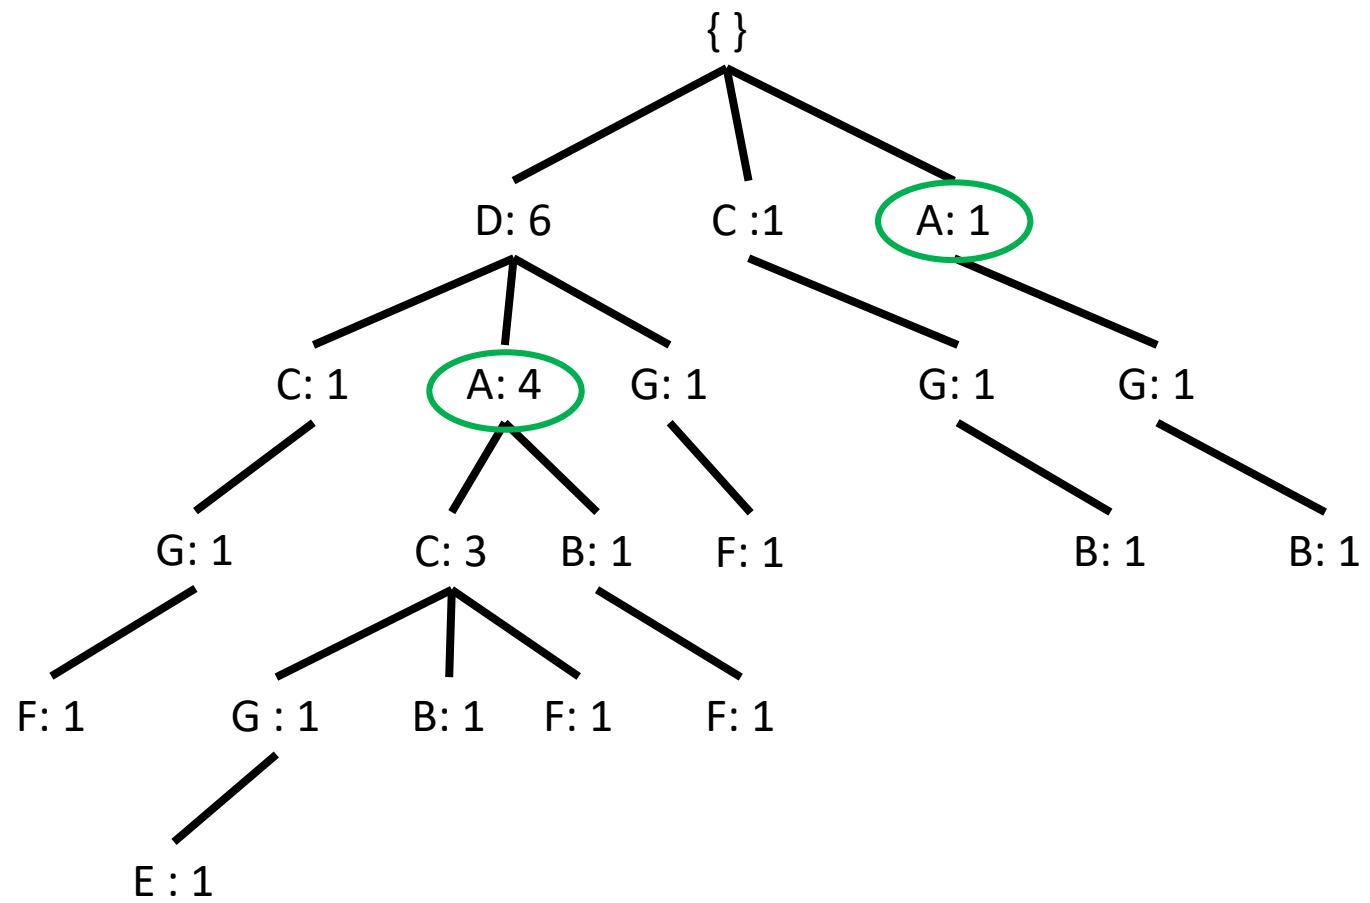 { }
D: 6 C :1 A: 1
C: 1 A: 4 G: 1 G: 1 G: 1
G: 1 C: 3 B: 1 F: 1 B: 1 B: 1
F: 1 G : 1 B: 1 F: 1 F: 1
E : 1